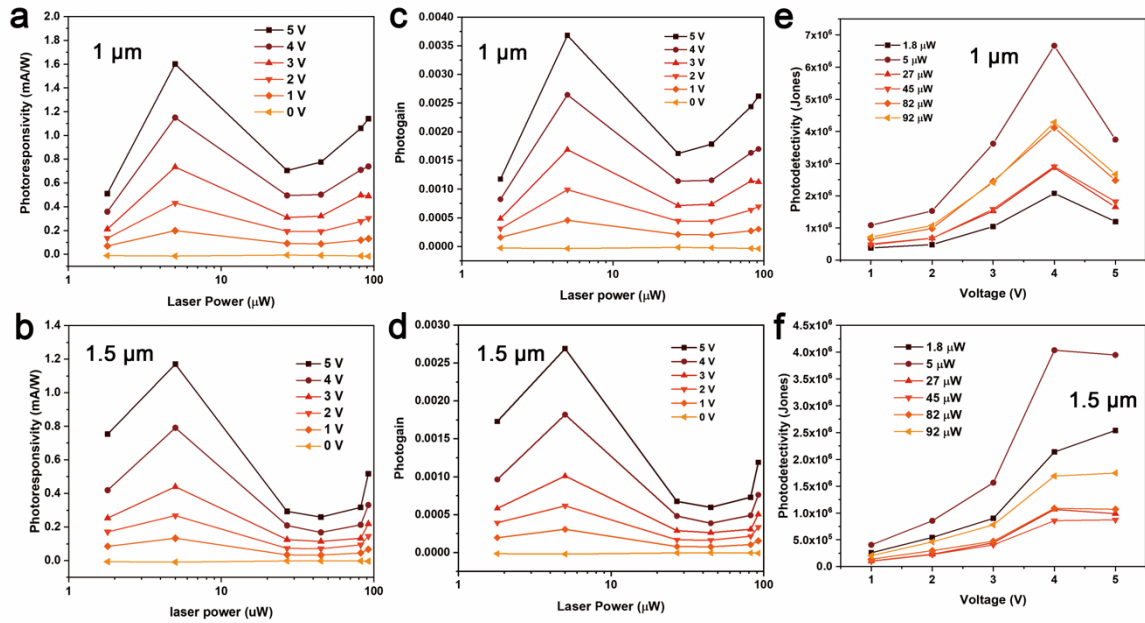 a
1 μm
5 V
4 V
3 V
2 V
1 V
0 V
Photoresponsivity (mA/W)
2.0
1.8
1.6
1.4
1.2
1.0
0.8
0.6
0.4
0.2
0.0
1
10
100
Laser Power (μW)
c
1 μm
5 V
4 V
3 V
2 V
1 V
0 V
Photogain
0.0040
0.0035
0.0030
0.0025
0.0020
0.0015
0.0010
0.0005
0.0000
1
10
100
Laser power (μW)
e
1 μm
1.8 μW
5 μW
27 μW
45 μW
82 μW
92 μW
Photodetectivity (Jones)
7x10⁶
6x10⁶
5x10⁶
4x10⁶
3x10⁶
2x10⁶
1x10⁶
0
1
2
3
4
5
Voltage (V)
b
1.5 μm
5 V
4 V
3 V
2 V
1 V
0 V
Photoresponsivity (mA/W)
1.4
1.2
1.0
0.8
0.6
0.4
0.2
0.0
1
10
100
laser power (uW)
d
1.5 μm
5 V
4 V
3 V
2 V
1 V
0 V
Photogain
0.0030
0.0025
0.0020
0.0015
0.0010
0.0005
0.0000
1
10
100
Laser Power (μW)
f
1.5 μm
1.8 μW
5 μW
27 μW
45 μW
82 μW
92 μW
Photodetectivity (Jones)
4.5x10⁶
4.0x10⁶
3.5x10⁶
3.0x10⁶
2.5x10⁶
2.0x10⁶
1.5x10⁶
1.0x10⁶
5.0x10⁵
0.0
1
2
3
4
5
Voltage (V)